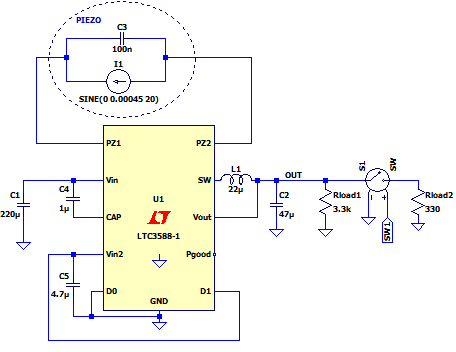 PIEZO
C3
100n
I1
SINE(0 0.00045 20)
PZ1
PZ2
C1
220µ
C4
1µ
Vin
CAP
U1
LTC3588-1
SW
L1
22µ
OUT
Vout
C2
47µ
Rload1
3.3k
S1
SW
SW1
Rload2
330
Vin2
Pgood
C5
4.7µ
D0
D1
GND